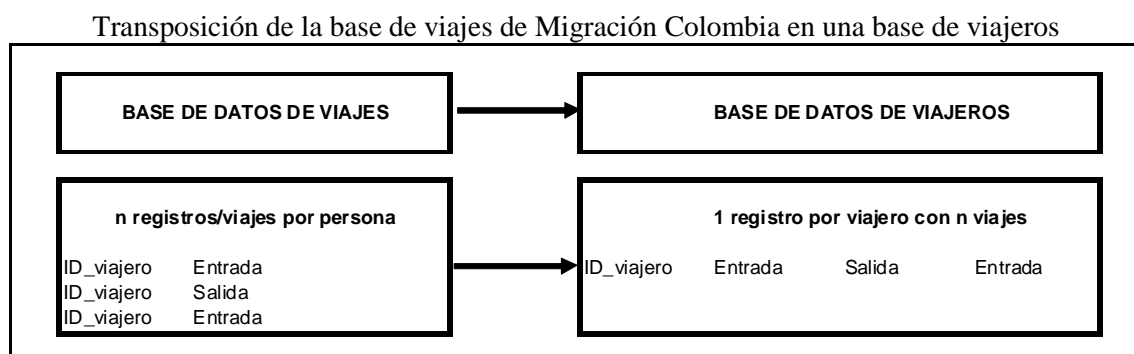 Transposición de la base de viajes de Migración Colombia en una base de viajeros
BASE DE DATOS DE VIAJES
BASE DE DATOS DE VIAJEROS
n registros/viajes por persona
ID_viajero Entrada
ID_viajero Salida
ID_viajero Entrada
1 registro por viajero con n viajes
ID_viajero Entrada Salida Entrada